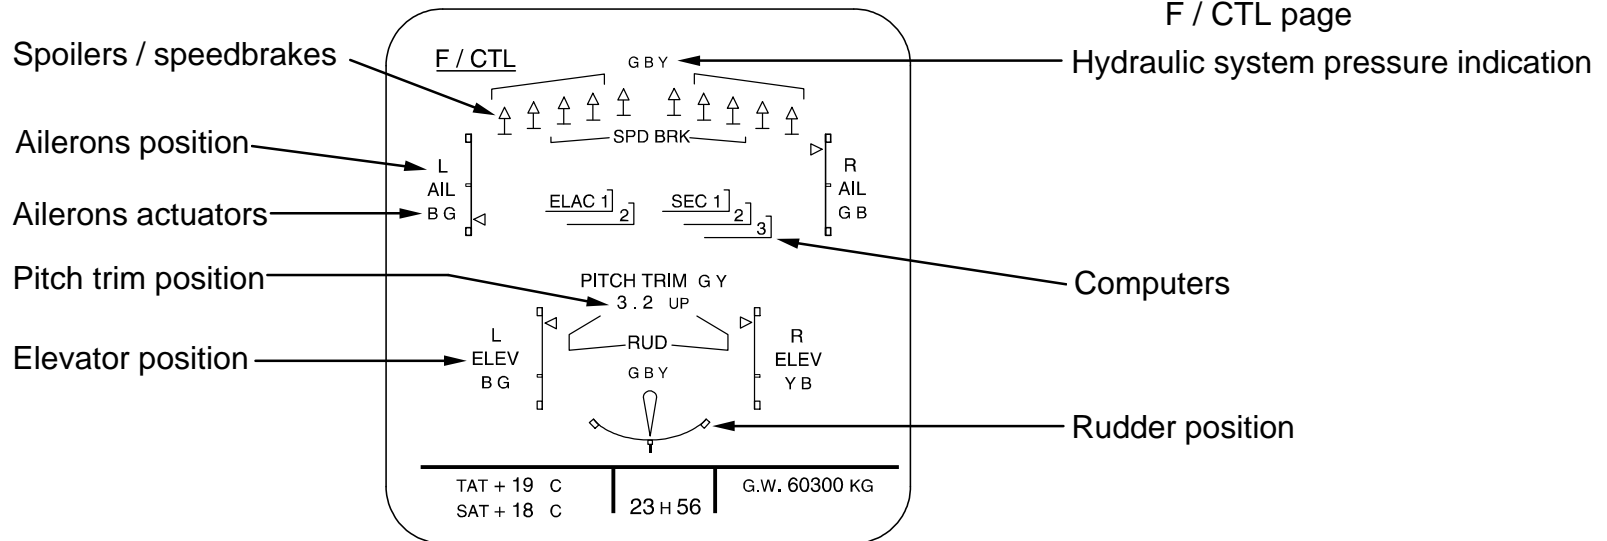 F / CTL page
Spoilers / speedbrakes
F / CTL
G B Y
Hydraulic system pressure indication
SPD BRK
Ailerons position
L
AIL
B G
R
AIL
G B
Ailerons actuators
ELAC 1
2
SEC 1
2
3
Pitch trim position
PITCH TRIM G Y
3 . 2 UP
Computers
L
ELEV
B G
RUD
G B Y
R
ELEV
Y B
Elevator position
Rudder position
TAT + 19 C
SAT + 18 C
23 H 56
G.W. 60300 KG